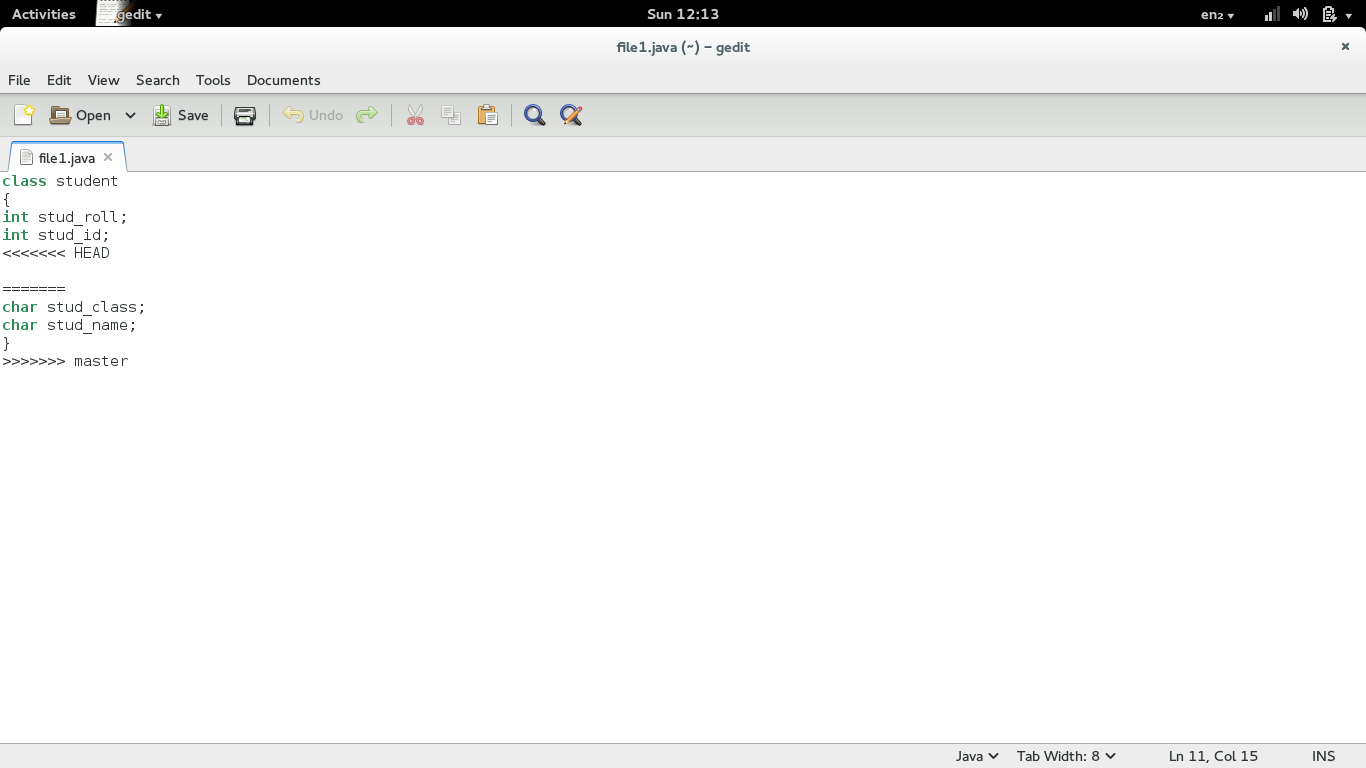 Activities gedit Sun 12:13 en₂
file1.java (~) – gedit ×
File Edit View Search Tools Documents
Open Save Undo
file1.java ×
class student
{
int stud_roll;
int stud_id;
<<<<<<< HEAD

=======
char stud_class;
char stud_name;
}
>>>>>>> master
Java Tab Width: 8 Ln 11, Col 15 INS